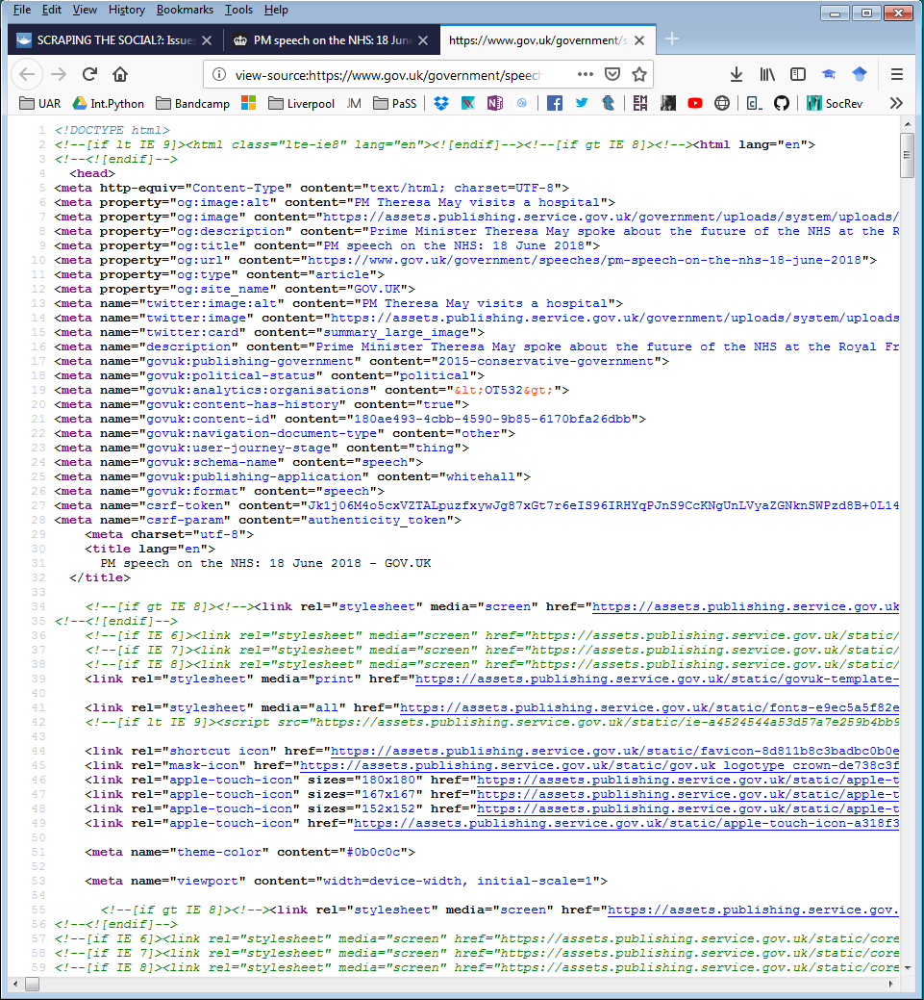 File Edit View History Bookmarks Tools Help
SCRAPING THE SOCIAL?: Issues
PM speech on the NHS: 18 June
https://www.gov.uk/government/s
view-source:https://www.gov.uk/government/speech
UAR Int.Python Bandcamp Liverpool JM PaSS SocRev
1 <!DOCTYPE html>
2 <!--[if lt IE 9]><html class="lte-ie8" lang="en"><![endif]--><!--[if gt IE 8]><!--><html lang="en">
3 <!--<![endif]-->
4 <head>
5 <meta http-equiv="Content-Type" content="text/html; charset=UTF-8">
6 <meta property="og:image:alt" content="PM Theresa May visits a hospital">
7 <meta property="og:image" content="https://assets.publishing.service.gov.uk/government/uploads/system/uploads/
8 <meta property="og:description" content="Prime Minister Theresa May spoke about the future of the NHS at the R
9 <meta property="og:title" content="PM speech on the NHS: 18 June 2018">
10 <meta property="og:url" content="https://www.gov.uk/government/speeches/pm-speech-on-the-nhs-18-june-2018">
11 <meta property="og:type" content="article">
12 <meta property="og:site_name" content="GOV.UK">
13 <meta name="twitter:image:alt" content="PM Theresa May visits a hospital">
14 <meta name="twitter:image" content="https://assets.publishing.service.gov.uk/government/uploads/system/uploads
15 <meta name="twitter:card" content="summary_large_image">
16 <meta name="description" content="Prime Minister Theresa May spoke about the future of the NHS at the Royal Fr
17 <meta name="govuk:publishing-government" content="2015-conservative-government">
18 <meta name="govuk:political-status" content="political">
19 <meta name="govuk:analytics:organisations" content="&lt;OT532&gt;">
20 <meta name="govuk:content-has-history" content="true">
21 <meta name="govuk:content-id" content="180ae493-4cbb-4590-9b85-6170bfa26dbb">
22 <meta name="govuk:navigation-document-type" content="other">
23 <meta name="govuk:user-journey-stage" content="thing">
24 <meta name="govuk:schema-name" content="speech">
25 <meta name="govuk:publishing-application" content="whitehall">
26 <meta name="govuk:format" content="speech">
27 <meta name="csrf-token" content="Jk1j06M4o5cxVZTALpuzfxywJg87xGt7r6eIS96IRHYqPJnS9CcKNgUnLVyaZGNknSWPzd8B+0L14
28 <meta name="csrf-param" content="authenticity_token">
29 <meta charset="utf-8">
30 <title lang="en">
31 PM speech on the NHS: 18 June 2018 - GOV.UK
32 </title>
33
34 <!--[if gt IE 8]><!--><link rel="stylesheet" media="screen" href="https://assets.publishing.service.gov.uk
35 <!--<![endif]-->
36 <!--[if IE 6]><link rel="stylesheet" media="screen" href="https://assets.publishing.service.gov.uk/static/
37 <!--[if IE 7]><link rel="stylesheet" media="screen" href="https://assets.publishing.service.gov.uk/static/
38 <!--[if IE 8]><link rel="stylesheet" media="screen" href="https://assets.publishing.service.gov.uk/static/
39 <link rel="stylesheet" media="print" href="https://assets.publishing.service.gov.uk/static/govuk-template-
40
41 <link rel="stylesheet" media="all" href="https://assets.publishing.service.gov.uk/static/fonts-e9ec5a5f82e
42 <!--[if lt IE 9]><script src="https://assets.publishing.service.gov.uk/static/ie-a4524544a53d57a7e259b4bb9
43
44 <link rel="shortcut icon" href="https://assets.publishing.service.gov.uk/static/favicon-8d811b8c3badbc0b0e
45 <link rel="mask-icon" href="https://assets.publishing.service.gov.uk/static/gov.uk_logotype_crown-de738c3f
46 <link rel="apple-touch-icon" sizes="180x180" href="https://assets.publishing.service.gov.uk/static/apple-t
47 <link rel="apple-touch-icon" sizes="167x167" href="https://assets.publishing.service.gov.uk/static/apple-t
48 <link rel="apple-touch-icon" sizes="152x152" href="https://assets.publishing.service.gov.uk/static/apple-t
49 <link rel="apple-touch-icon" href="https://assets.publishing.service.gov.uk/static/apple-touch-icon-a318f3
50
51 <meta name="theme-color" content="#0b0c0c">
52
53 <meta name="viewport" content="width=device-width, initial-scale=1">
54
55 <!--[if gt IE 8]><!--><link rel="stylesheet" media="screen" href="https://assets.publishing.service.gov.
56 <!--<![endif]-->
57 <!--[if IE 6]><link rel="stylesheet" media="screen" href="https://assets.publishing.service.gov.uk/static/core
58 <!--[if IE 7]><link rel="stylesheet" media="screen" href="https://assets.publishing.service.gov.uk/static/core
59 <!--[if IE 8]><link rel="stylesheet" media="screen" href="https://assets.publishing.service.gov.uk/static/core